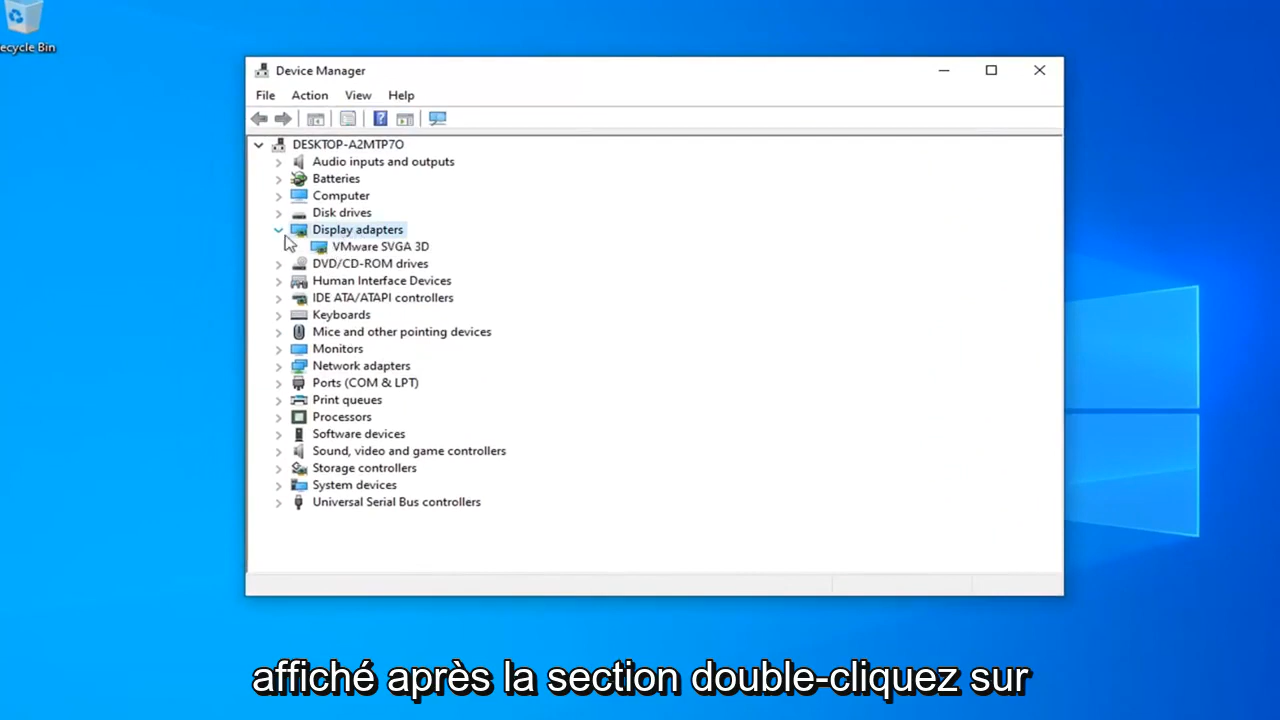 ecycle Bin
Device Manager
File Action View Help
DESKTOP-A2MTP7O
Audio inputs and outputs
Batteries
Computer
Disk drives
Display adapters
VMware SVGA 3D
DVD/CD-ROM drives
Human Interface Devices
IDE ATA/ATAPI controllers
Keyboards
Mice and other pointing devices
Monitors
Network adapters
Ports (COM & LPT)
Print queues
Processors
Software devices
Sound, video and game controllers
Storage controllers
System devices
Universal Serial Bus controllers
affiché après la section double-cliquez sur